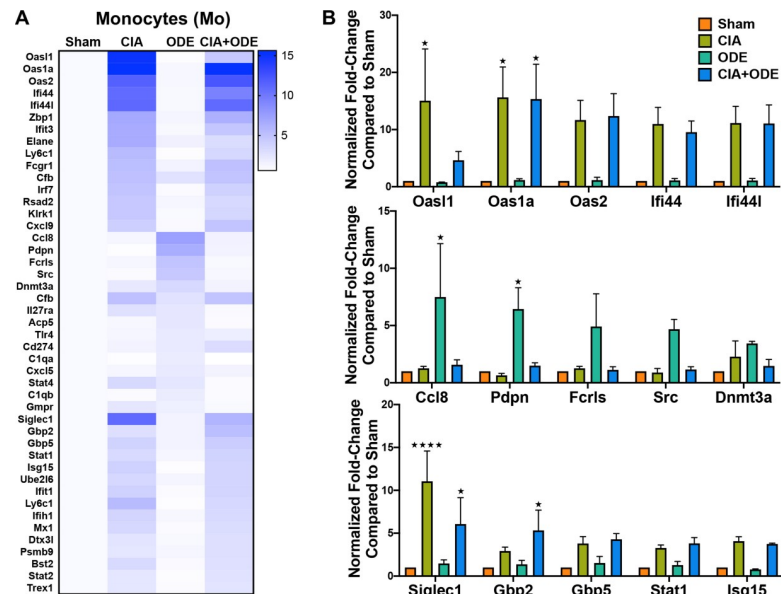 A
Monocytes (Mo)
Sham CIA ODE CIA+ODE
Oasl1
Oas1a
Oas2
Ifi44
Ifi44l
Zbp1
Ifit3
Elane
Ly6c1
Fcgr1
Cfb
Irf7
Rsad2
Klrk1
Cxcl9
Ccl8
Pdpn
Fcrls
Src
Dnmt3a
Cfb
Il27ra
Acp5
Tlr4
Cd274
C1qa
Cxcl5
Stat4
C1qb
Gmpr
Siglec1
Gbp2
Gbp5
Stat1
Isg15
Ube2l6
Ifit1
Ly6c1
Ifih1
Mx1
Dtx3l
Psmb9
Bst2
Stat2
Trex1
15
10
5
B
Sham
CIA
ODE
CIA+ODE
Normalized Fold-Change
Compared to Sham
30
20
10
0
★ ★ ★
Oasl1 Oas1a Oas2 Ifi44 Ifi44l
Normalized Fold-Change
Compared to Sham
15
10
5
0
★ ★
Ccl8 Pdpn Fcrls Src Dnmt3a
Normalized Fold-Change
Compared to Sham
20
15
10
5
0
★★★★ ★ ★
Siglec1 Gbp2 Gbp5 Stat1 Isg15